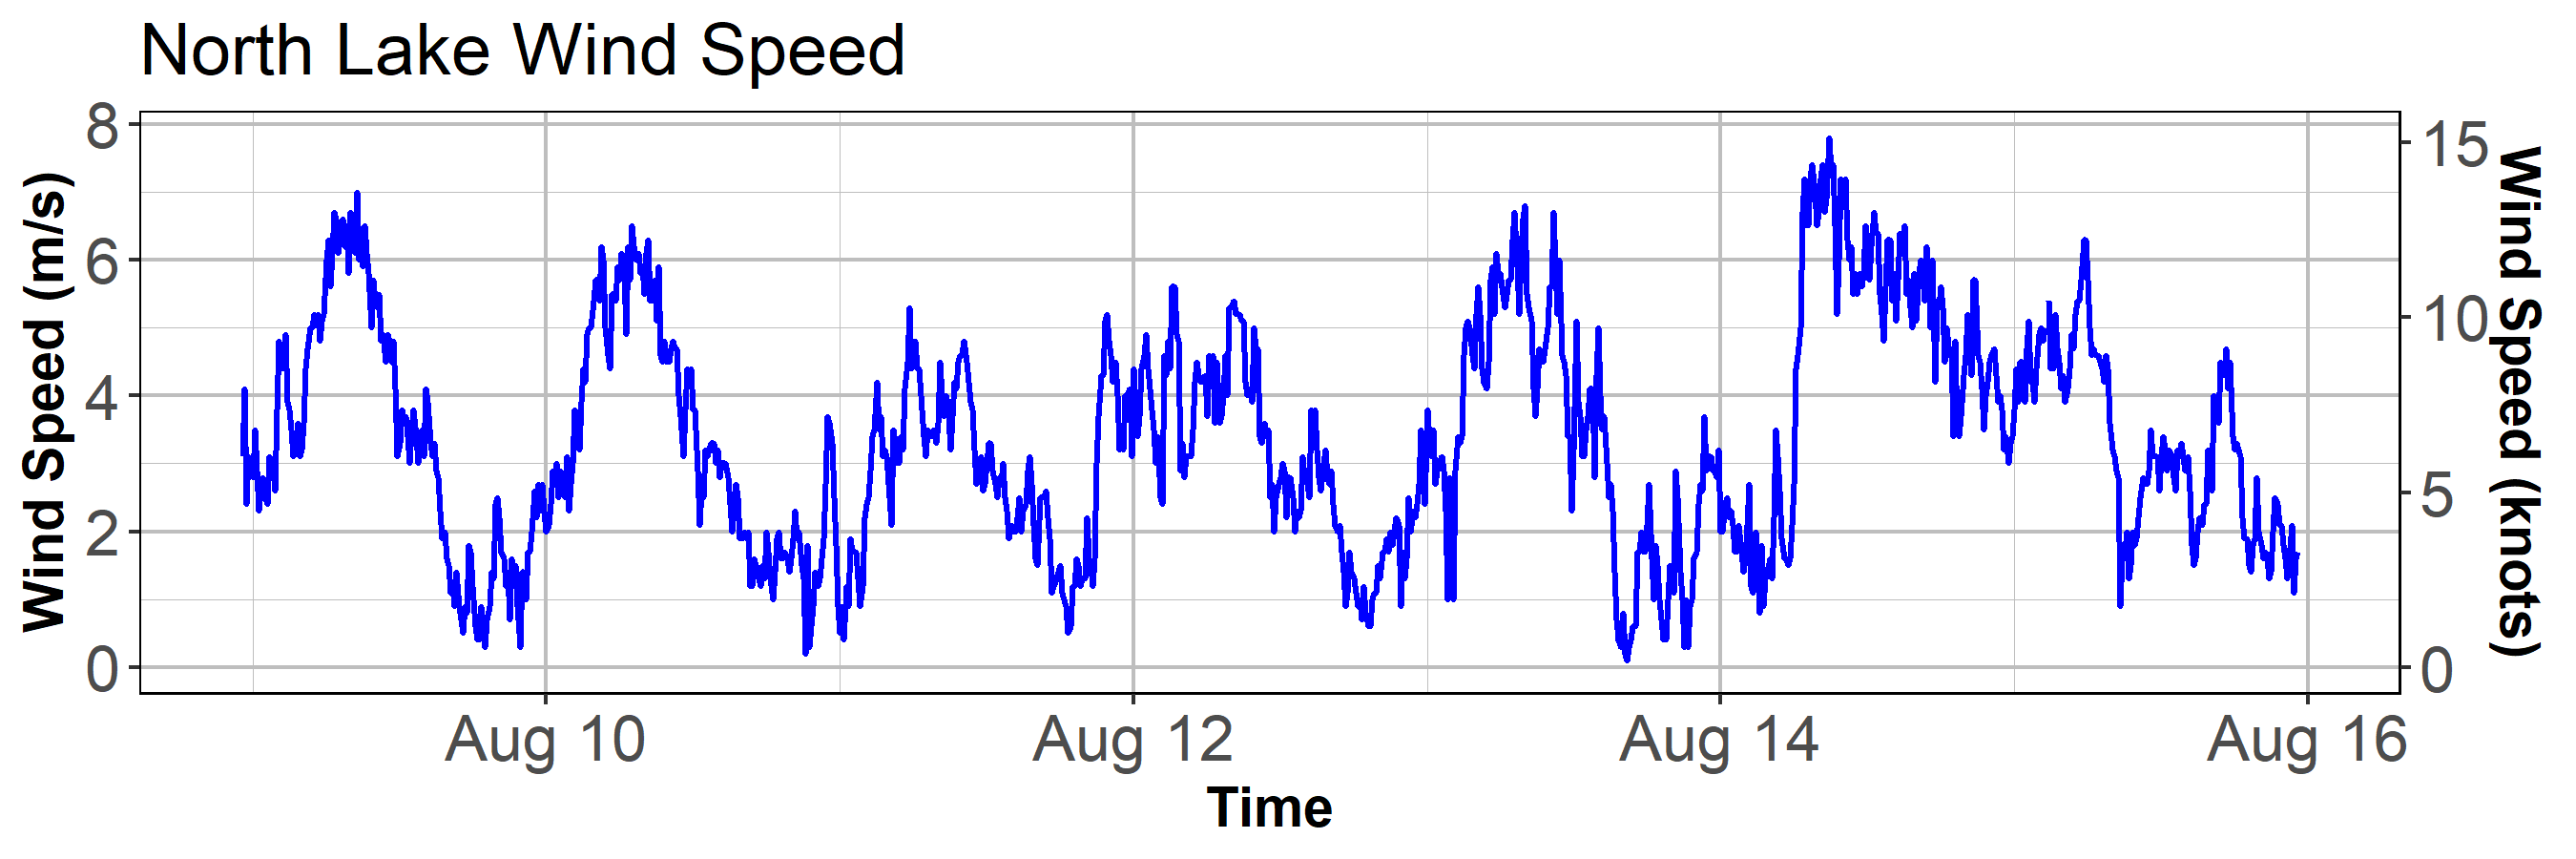 North Lake Wind Speed
Wind Speed (m/s)
8
6
4
2
0
15
10
5
0
Wind Speed (knots)
Aug 10
Aug 12
Aug 14
Aug 16
Time